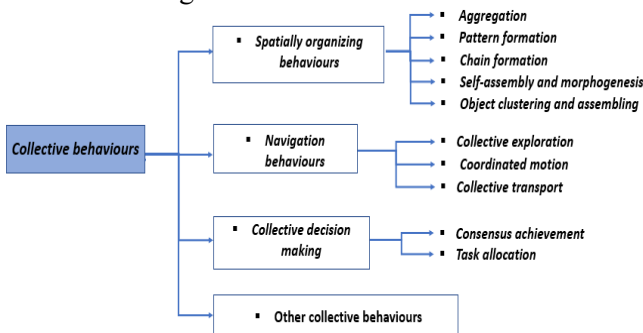 Collective behaviours
▪ Spatially organizing
behaviours
▪ Aggregation
▪ Pattern formation
▪ Chain formation
▪ Self-assembly and morphogenesis
▪ Object clustering and assembling
▪ Navigation
behaviours
▪ Collective exploration
▪ Coordinated motion
▪ Collective transport
▪ Collective decision
making
▪ Consensus achievement
▪ Task allocation
▪ Other collective behaviours